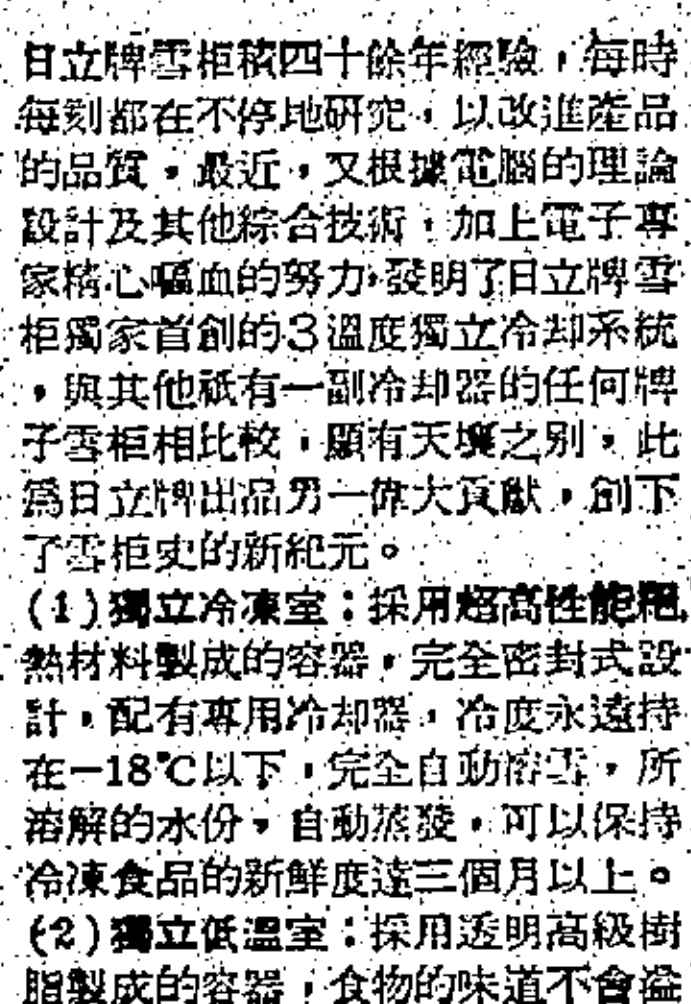 日立牌雪柜積四十餘年經驗，每時
每刻都在不停地研究，以改進產品
的品質。最近，又根據電腦的理論
設計及其他綜合技術，加上電子專
家精心嘔血的努力，發明了日立牌雪
柜獨家首創的3溫度獨立冷却系統
，與其他祇有一副冷却器的任何牌
子雪柜相比較，顯有天壤之别，此
爲日立牌出品另一偉大貢獻，創下
了雪柜史的新紀元。
(1)獨立冷凍室：採用超高性能絕
熱材料製成的容器，完全密封式設
計，配有專用冷却器，冷度永遠持
在－18℃以下，完全自動溶雪，所
溶解的水份，自動蒸發，可以保持
冷凍食品的新鮮度達三個月以上。
(2)獨立低溫室：採用透明高級樹
脂製成的容器，食物的味道不會溢